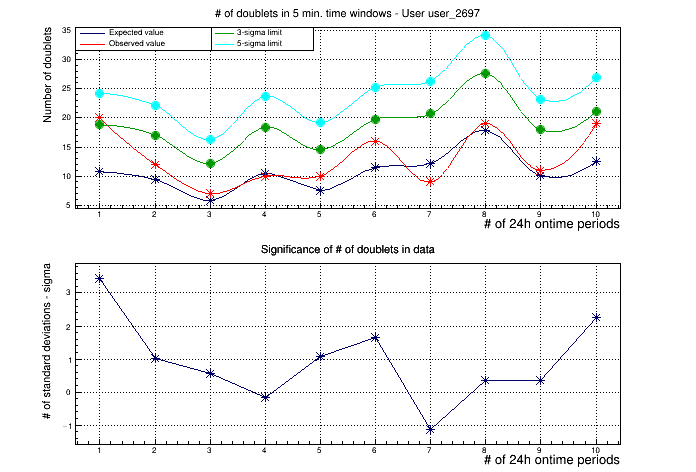 # of doublets in 5 min. time windows - User user_2697
Number of doublets
35
30
25
20
15
10
5
Expected value
3-sigma limit
Observed value
5-sigma limit
1 2 3 4 5 6 7 8 9 10
# of 24h ontime periods
Significance of # of doublets in data
# of standard deviations - sigma
3
2
1
0
−1
1 2 3 4 5 6 7 8 9 10
# of 24h ontime periods